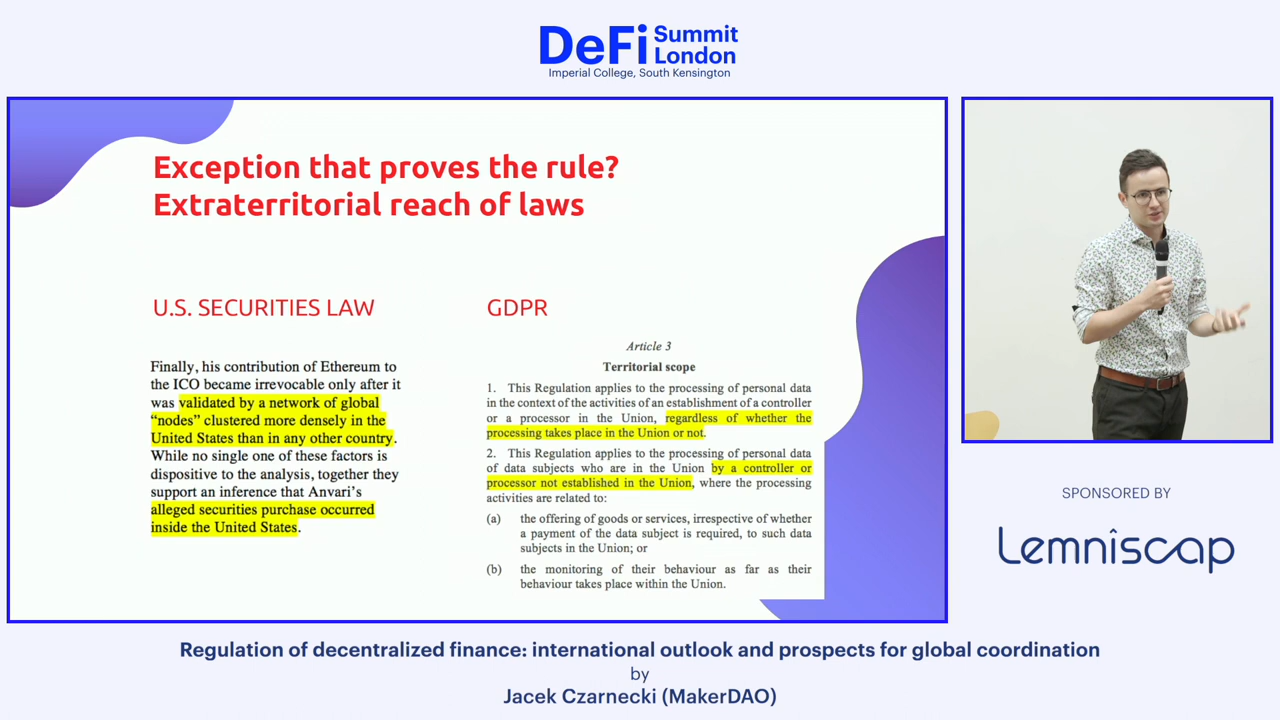 DeFi Summit
London
Imperial College, South Kensington
Exception that proves the rule?
Extraterritorial reach of laws
U.S. SECURITIES LAW
Finally, his contribution of Ethereum to
the ICO became irrevocable only after it
was validated by a network of global
“nodes” clustered more densely in the
United States than in any other country.
While no single one of these factors is
dispositive to the analysis, together they
support an inference that Anvari’s
alleged securities purchase occurred
inside the United States.
GDPR
Article 3
Territorial scope
1. This Regulation applies to the processing of personal data
in the context of the activities of an establishment of a controller
or a processor in the Union, regardless of whether the
processing takes place in the Union or not.
2. This Regulation applies to the processing of personal data
of data subjects who are in the Union by a controller or
processor not established in the Union, where the processing
activities are related to:
(a) the offering of goods or services, irrespective of whether
a payment of the data subject is required, to such data
subjects in the Union; or
(b) the monitoring of their behaviour as far as their
behaviour takes place within the Union.
SPONSORED BY
Lemniscap
Regulation of decentralized finance: international outlook and prospects for global coordination
by
Jacek Czarnecki (MakerDAO)